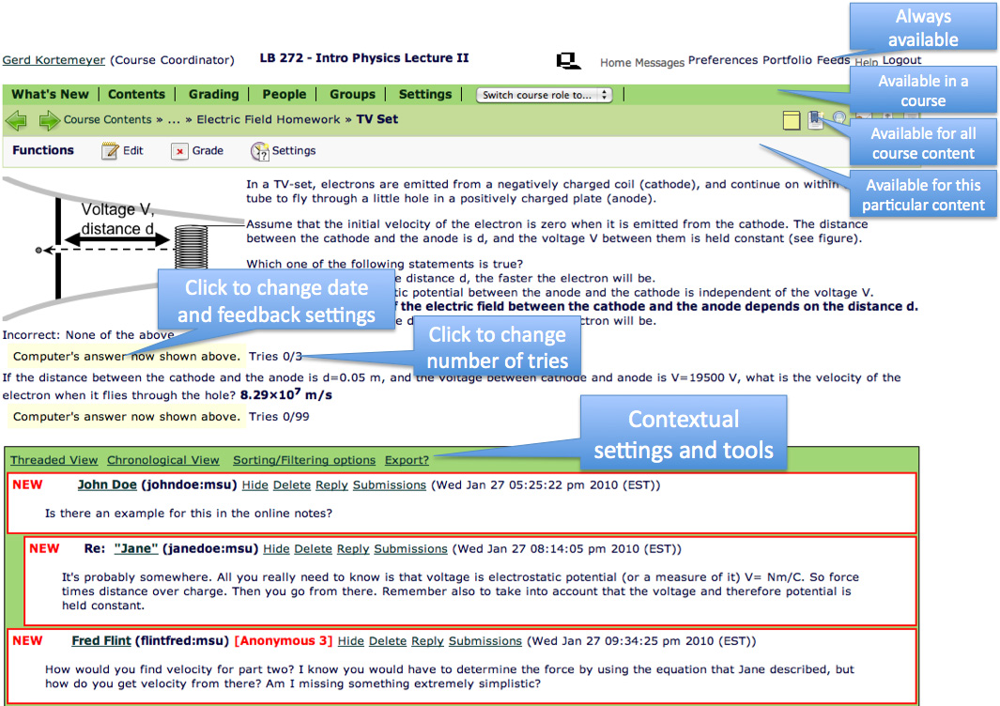 Always
available
Gerd Kortemeyer (Course Coordinator) LB 272 - Intro Physics Lecture II Home Messages Preferences Portfolio Feeds Help Logout
What's New Contents Grading People Groups Settings Switch course role to...
Available in a
course
Course Contents » ... » Electric Field Homework » TV Set
Available for all
course content
Functions Edit Grade Settings
Available for this
particular content
In a TV-set, electrons are emitted from a negatively charged coil (cathode), and continue on within
tube to fly through a little hole in a positively charged plate (anode).
Voltage V,
distance d
Assume that the initial velocity of the electron is zero when it is emitted from the cathode. The distance
between the cathode and the anode is d, and the voltage V between them is held constant (see figure).
Which one of the following statements is true?
distance d, the faster the electron will be.
potential between the anode and the cathode is independent of the voltage V.
the electric field between the cathode and the anode depends on the distance d.
will be.
Click to change date
and feedback settings
Incorrect: None of the above
Click to change
number of tries
Computer's answer now shown above. Tries 0/3
If the distance between the cathode and the anode is d=0.05 m, and the voltage between cathode and anode is V=19500 V, what is the velocity of the
electron when it flies through the hole? 8.29×10⁷ m/s
Computer's answer now shown above. Tries 0/99
Contextual
settings and tools
Threaded View Chronological View Sorting/Filtering options Export?
NEW John Doe (johndoe:msu) Hide Delete Reply Submissions (Wed Jan 27 05:25:22 pm 2010 (EST))
Is there an example for this in the online notes?
NEW Re: "Jane" (janedoe:msu) Hide Delete Reply Submissions (Wed Jan 27 08:14:05 pm 2010 (EST))
It's probably somewhere. All you really need to know is that voltage is electrostatic potential (or a measure of it) V= Nm/C. So force
times distance over charge. Then you go from there. Remember also to take into account that the voltage and therefore potential is
held constant.
NEW Fred Flint (flintfred:msu) [Anonymous 3] Hide Delete Reply Submissions (Wed Jan 27 09:34:25 pm 2010 (EST))
How would you find velocity for part two? I know you would have to determine the force by using the equation that Jane described, but
how do you get velocity from there? Am I missing something extremely simplistic?